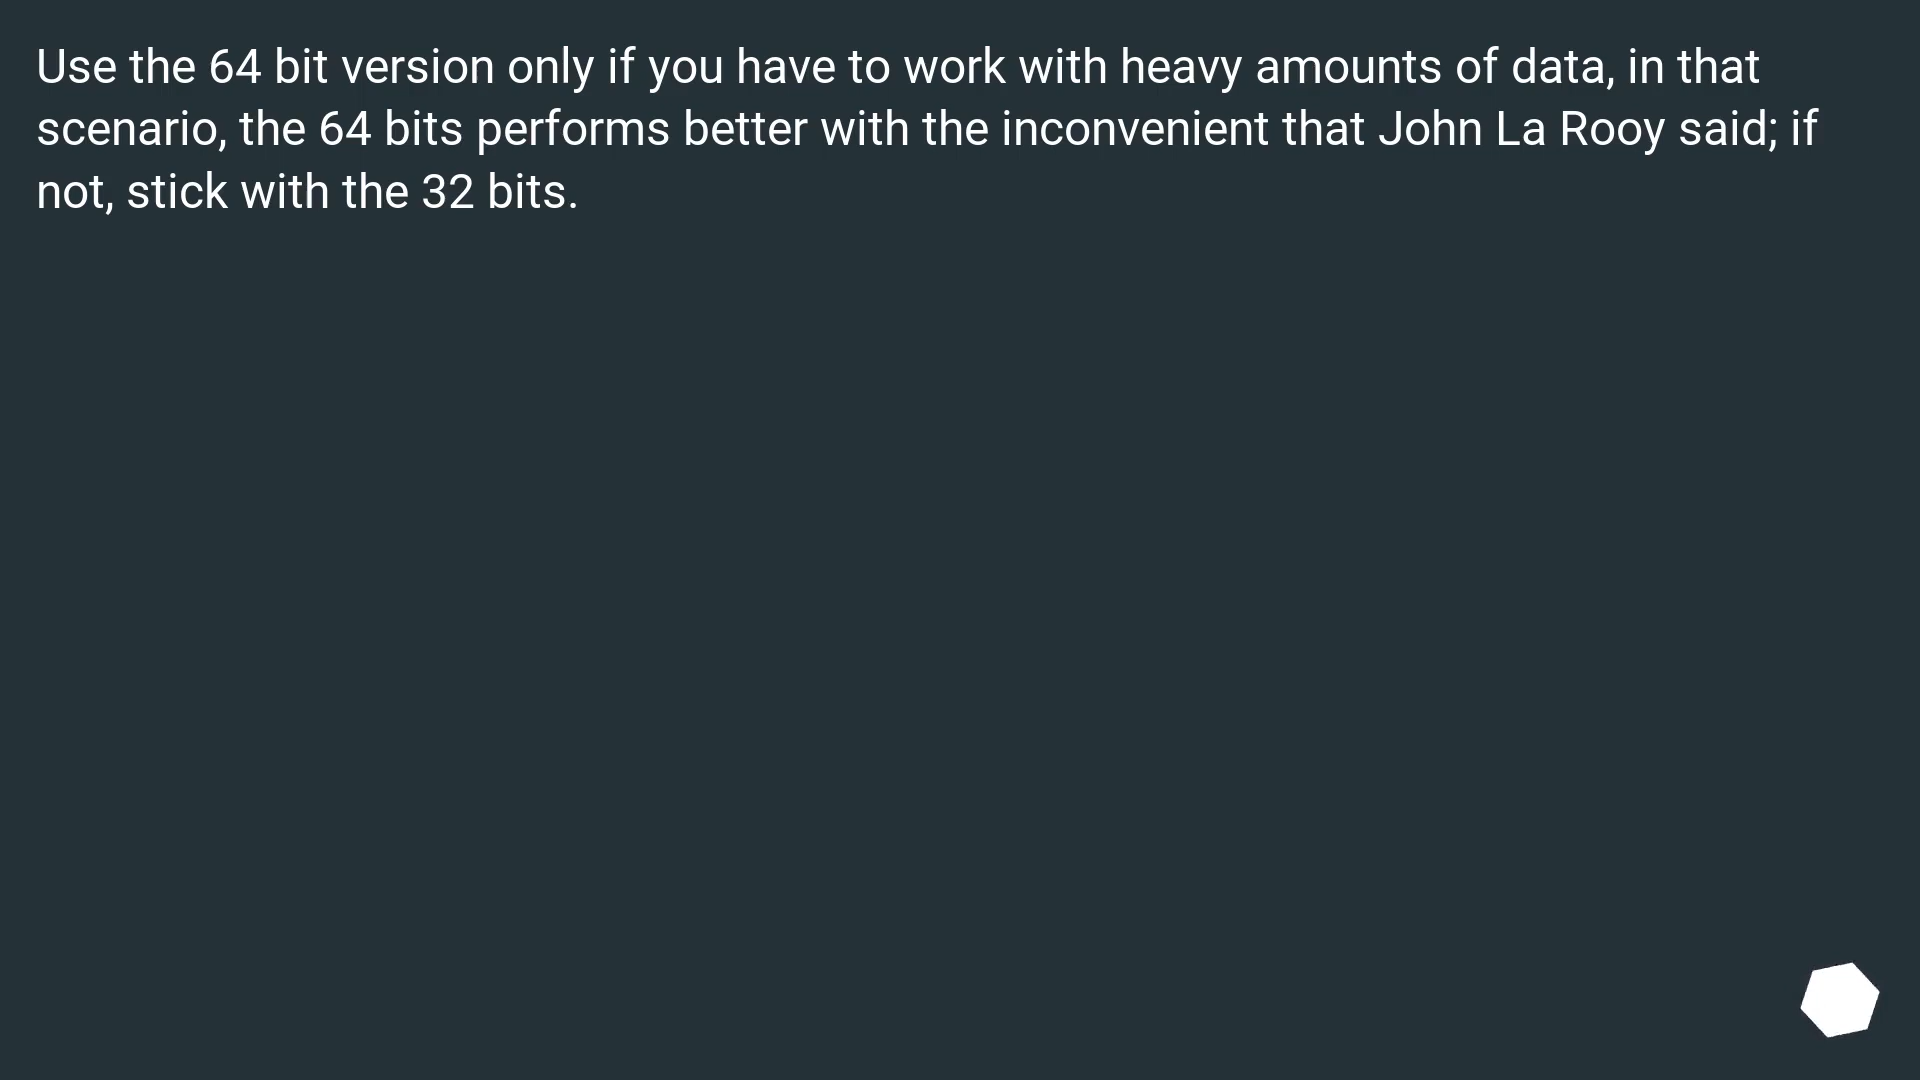 Use the 64 bit version only if you have to work with heavy amounts of data, in that
scenario, the 64 bits performs better with the inconvenient that John La Rooy said; if
not, stick with the 32 bits.